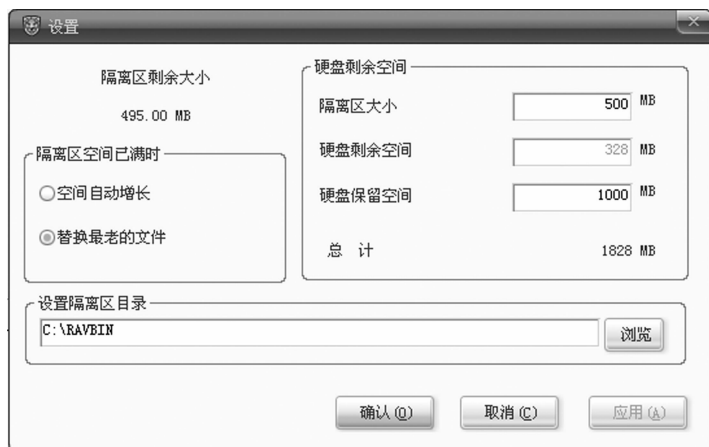 设置
隔离区剩余大小
495.00 MB
隔离区空间已满时
空间自动增长
替换最老的文件
硬盘剩余空间
隔离区大小 500 MB
硬盘剩余空间 328 MB
硬盘保留空间 1000 MB
总 计 1828 MB
设置隔离区目录
C:\RAVBIN 浏览
确认(O) 取消(C) 应用(A)